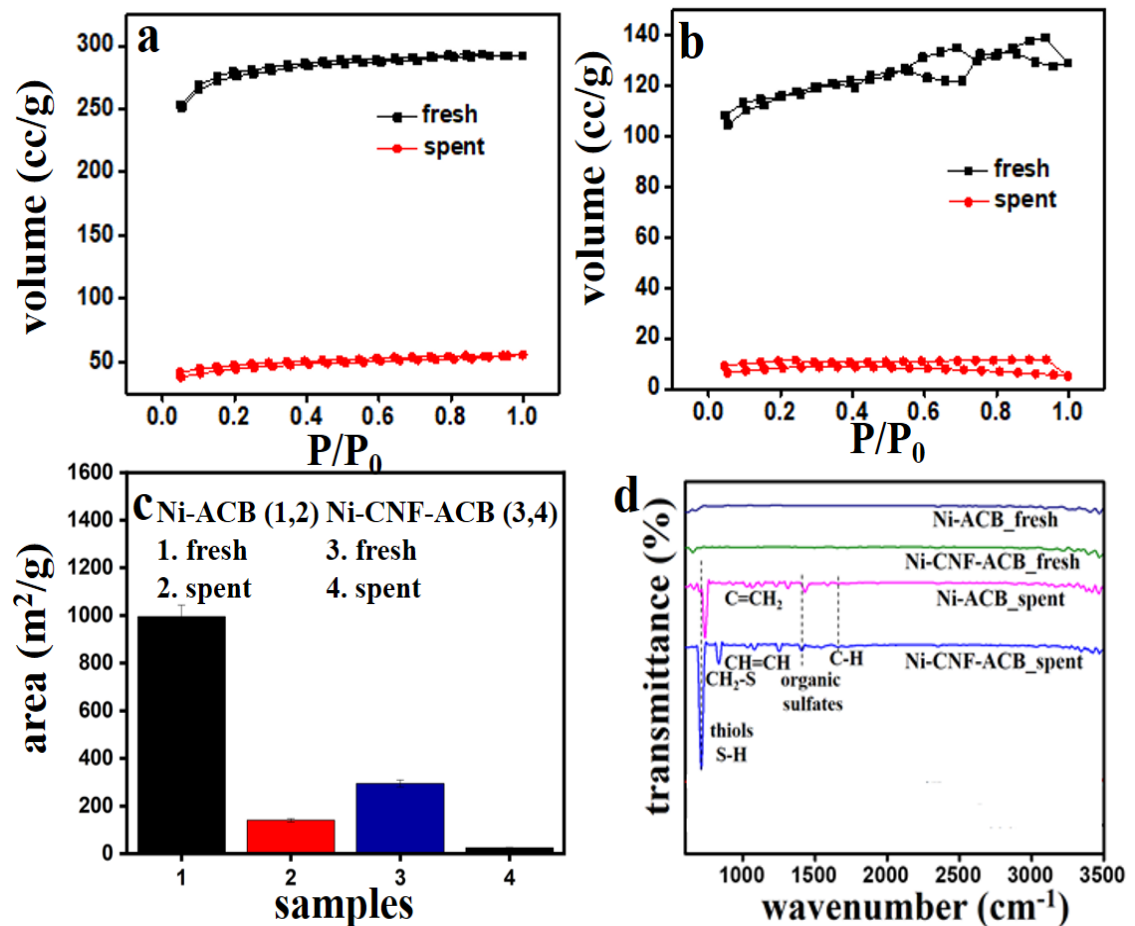 a
300
250
200
150
100
50
volume (cc/g)
fresh
spent
0.0 0.2 0.4 0.6 0.8 1.0
P/P0
b
140
120
100
80
60
40
20
0
volume (cc/g)
fresh
spent
0.0 0.2 0.4 0.6 0.8 1.0
P/P0
c
1600
1400
1200
1000
800
600
400
200
0
area (m²/g)
Ni-ACB (1,2) Ni-CNF-ACB (3,4)
1. fresh 3. fresh
2. spent 4. spent
1 2 3 4
samples
d
transmittance (%)
Ni-ACB_fresh
Ni-CNF-ACB_fresh
C=CH2
Ni-ACB_spent
CH=CH
C-H
Ni-CNF-ACB_spent
CH2-S
organic
sulfates
thiols
S-H
1000 1500 2000 2500 3000 3500
wavenumber (cm-1)